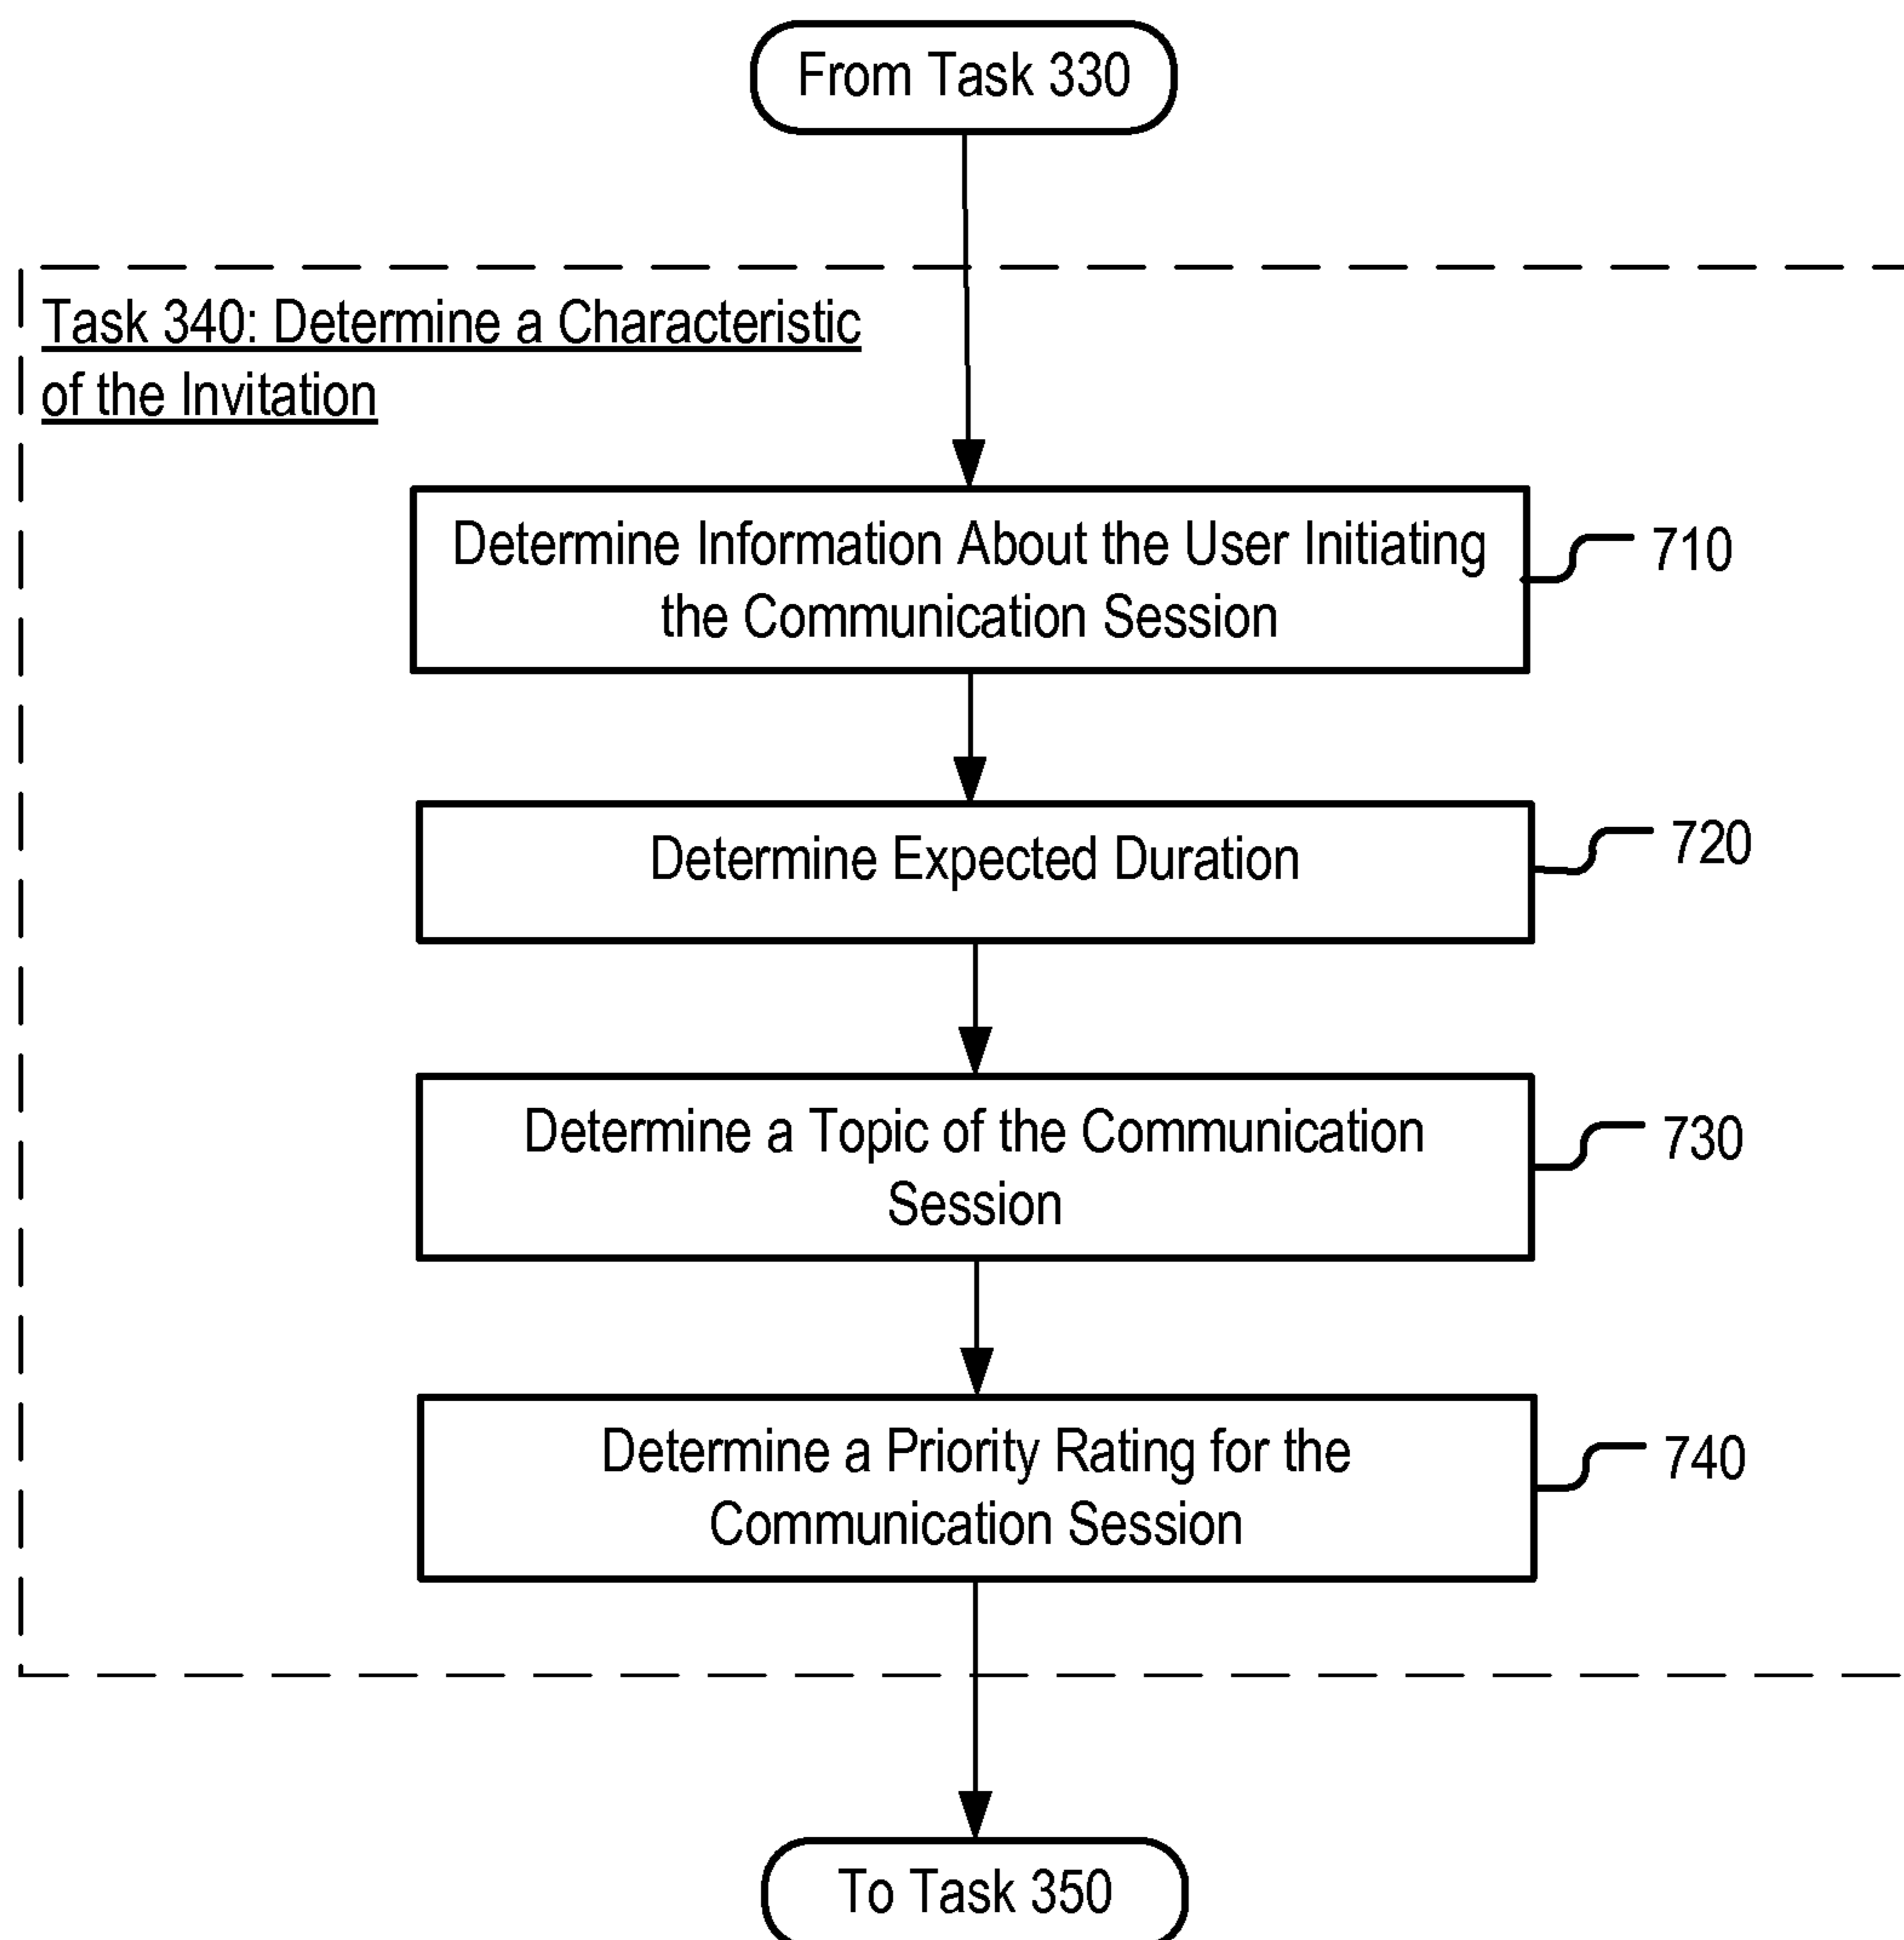 From Task 330
Task 340: Determine a Characteristic
of the Invitation
Determine Information About the User Initiating
the Communication Session
710
Determine Expected Duration
720
Determine a Topic of the Communication
Session
730
Determine a Priority Rating for the
Communication Session
740
To Task 350